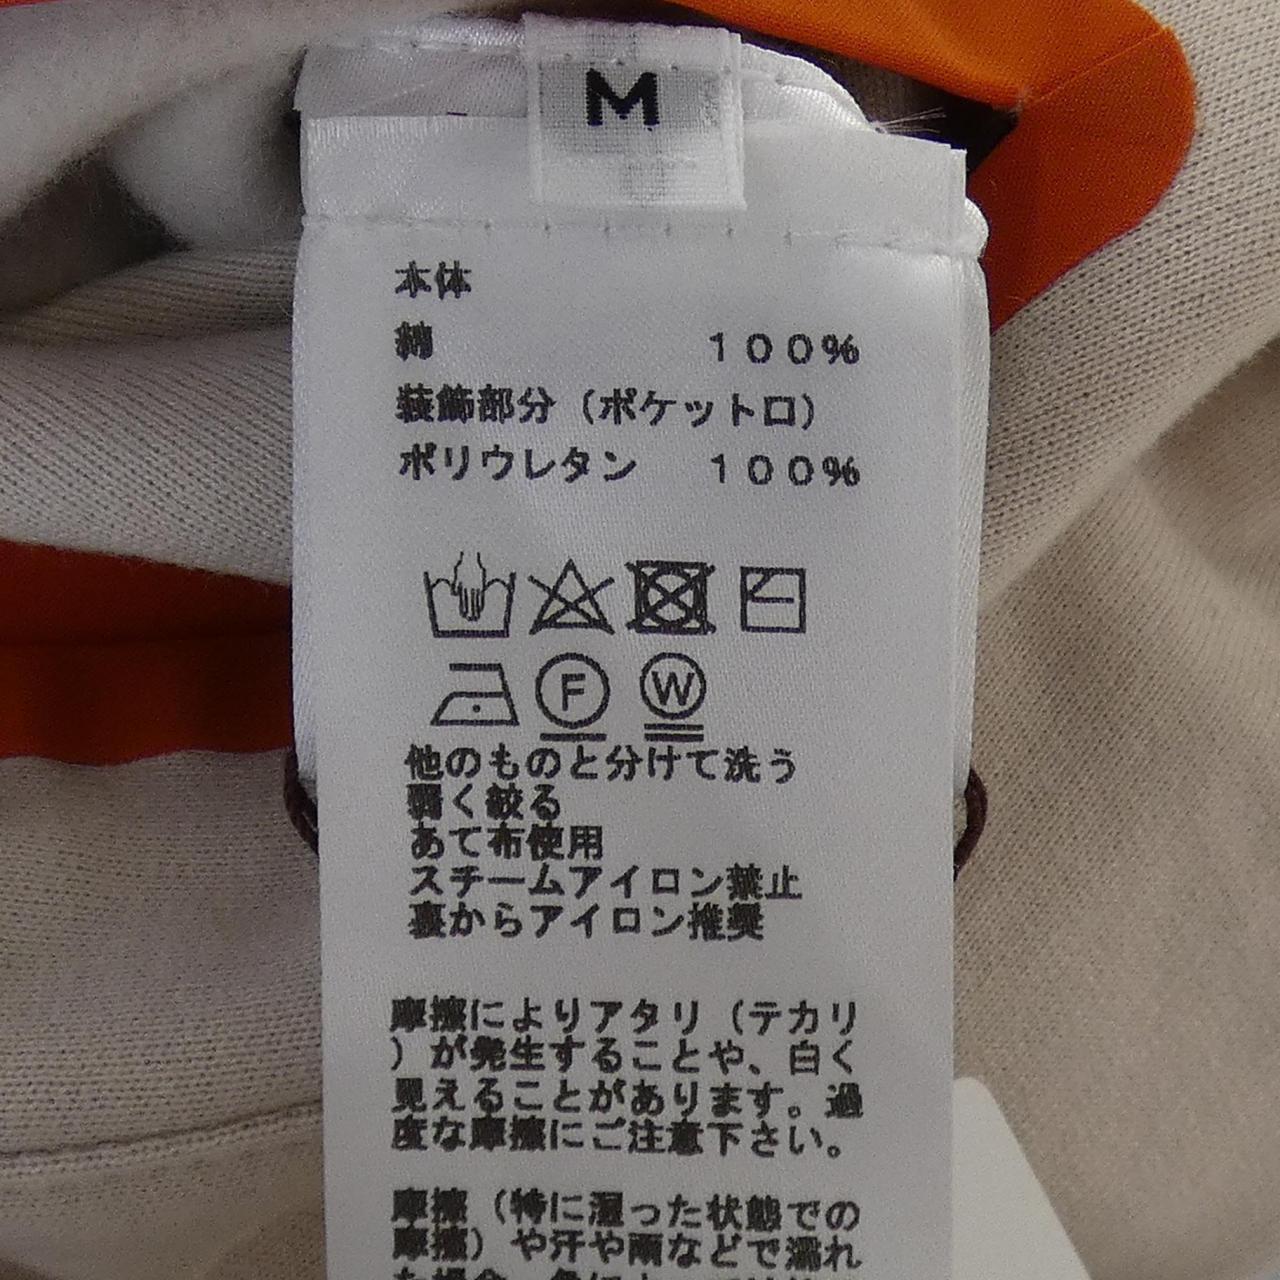 M
本体
綿 100%
装飾部分（ポケット口）
ポリウレタン 100%
F W
他のものと分けて洗う
弱く絞る
あて布使用
スチームアイロン禁止
裏からアイロン推奨
摩擦によりアタリ（テカリ
）が発生することや、白く
見えることがあります。過
度な摩擦にご注意下さい。
摩擦（特に湿った状態での
摩擦）や汗や雨などで濡れ